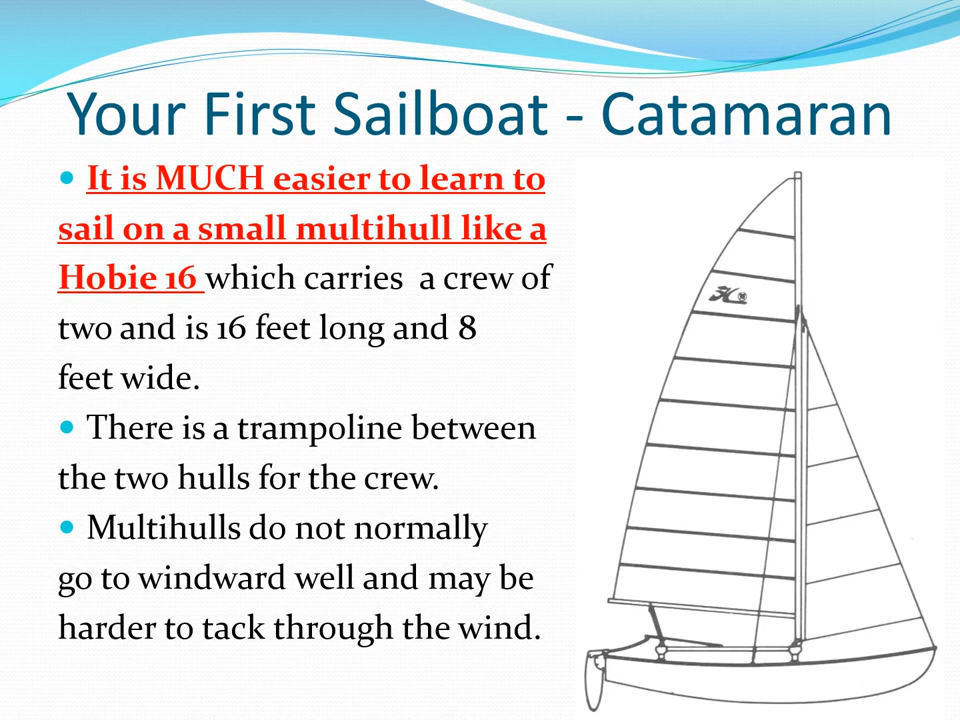 Your First Sailboat - Catamaran
• It is MUCH easier to learn to
sail on a small multihull like a
Hobie 16 which carries a crew of
two and is 16 feet long and 8
feet wide.
• There is a trampoline between
the two hulls for the crew.
• Multihulls do not normally
go to windward well and may be
harder to tack through the wind.